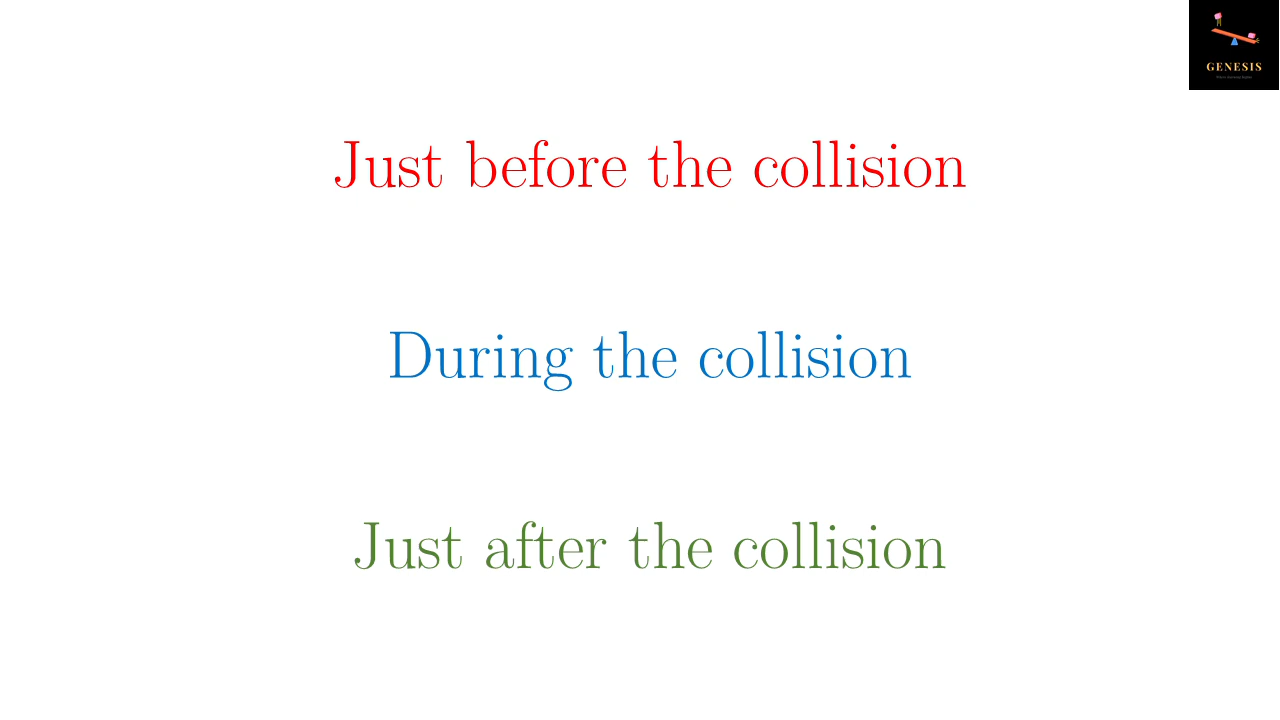 GENESIS
Just before the collision
During the collision
Just after the collision